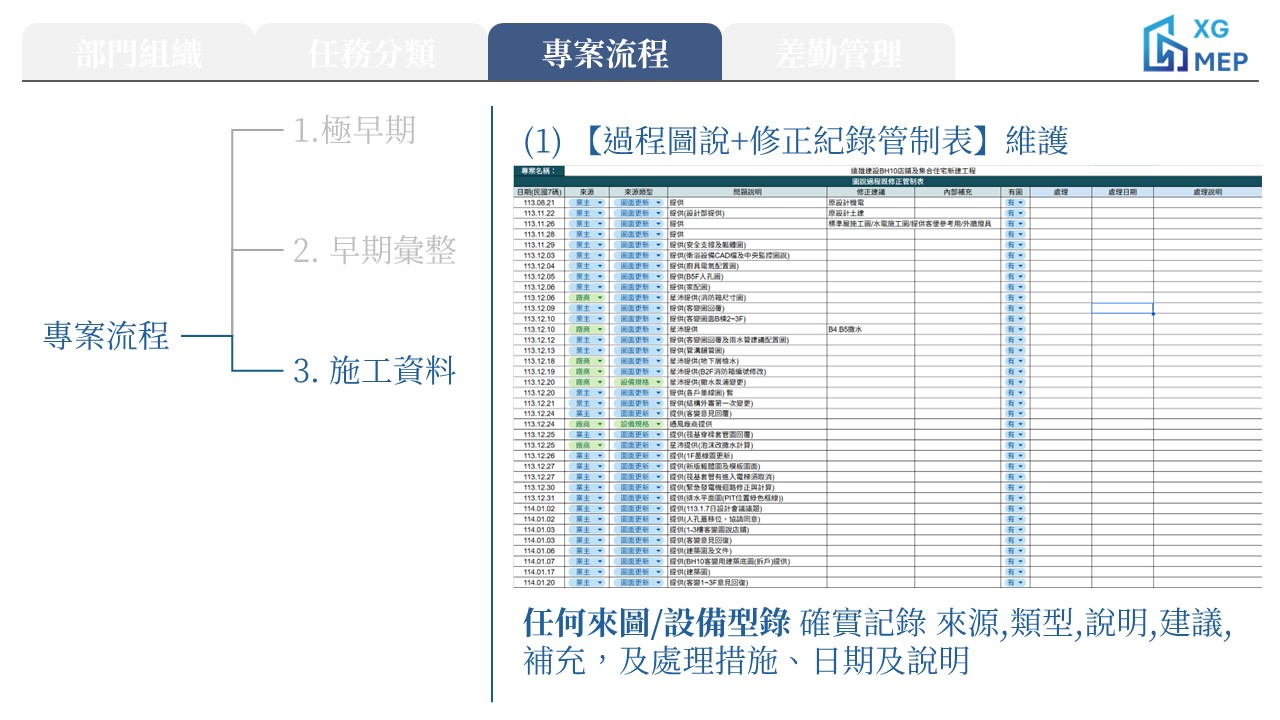 部門組織
任務分類
專案流程
差勤管理
XG
MEP
專案流程
1.極早期
2. 早期彙整
3. 施工資料
(1) 【過程圖說+修正紀錄管制表】維護
專案名稱： 遠雄建設BH10店鋪及集合住宅新建工程
圖說過程既修正管制表
日期(民國7碼) 來源 來源類型 問題說明 修正建議 內部補充 有圖 處理 處理日期 處理說明
113.08.21 業主 圖面更新 提供 原設計機電 有
113.11.22 業主 圖面更新 提供(設計部提供) 原設計土建 有
113.11.26 業主 圖面更新 提供 標準層施工圖/水電施工圖/提供客便參考用/外牆燈具 有
113.11.28 業主 圖面更新 提供 有
113.11.29 業主 圖面更新 提供(安全支撐及軀體圖) 有
113.12.03 業主 圖面更新 提供(衛浴設備CAD檔及中央監控圖說) 有
113.12.04 業主 圖面更新 提供(廚具電氣配置圖) 有
113.12.05 業主 圖面更新 提供(B5F人孔圖) 有
113.12.06 業主 圖面更新 提供(家配圖) 有
113.12.06 廠商 圖面更新 星沛提供(消防箱尺寸圖) 有
113.12.09 業主 圖面更新 提供(客變圖回覆) 有
113.12.10 業主 圖面更新 提供(客變圖面B棟2~3F) 有
113.12.10 廠商 圖面更新 星沛提供 B4.B5撒水 有
113.12.12 業主 圖面更新 提供(客變圖回覆及雨水管建議配置圖) 有
113.12.13 業主 圖面更新 提供(管溝鋪管圖) 有
113.12.18 廠商 圖面更新 星沛提供(地下層檢水) 有
113.12.19 廠商 圖面更新 星沛提供(B2F消防箱編號修改) 有
113.12.20 廠商 設備規格 星沛提供(撒水泵浦變更) 有
113.12.20 業主 圖面更新 提供(各戶墨線圖) 暫 有
113.12.21 業主 圖面更新 提供(結構外審第一次變更) 有
113.12.24 業主 圖面更新 提供(客變意見回覆) 有
113.12.24 廠商 設備規格 通風廠商提供 有
113.12.25 業主 圖面更新 提供(筏基穿樑套管圖回覆) 有
113.12.25 廠商 圖面更新 星沛提供(泡沫改撒水計算) 有
113.12.26 業主 圖面更新 提供(1F墨線圖更新) 有
113.12.27 業主 圖面更新 提供(新版軀體圖及模板圖面) 有
113.12.27 業主 圖面更新 提供(筏基套管有進入電梯須取消) 有
113.12.30 業主 圖面更新 提供(緊急發電機迴路修正與計算) 有
113.12.31 業主 圖面更新 提供(排水平面圖(PIT位置綠色框線)) 有
114.01.02 業主 圖面更新 提供(113.1.7日設計會議議題) 有
114.01.02 業主 圖面更新 提供(人孔蓋移位，協請同意) 有
114.01.03 業主 圖面更新 提供(1-3樓客變圖說店鋪) 有
114.01.03 業主 圖面更新 提供(客變意見回復) 有
114.01.06 業主 圖面更新 提供(建築圖及文件) 有
114.01.07 業主 圖面更新 提供(BH10客變用建築底圖(拆戶)提供) 有
114.01.17 業主 圖面更新 提供(建築圖) 有
114.01.20 業主 圖面更新 提供(客變1~3F意見回復) 有
任何來圖/設備型錄 確實記錄 來源,類型,說明,建議,
補充，及處理措施、日期及說明